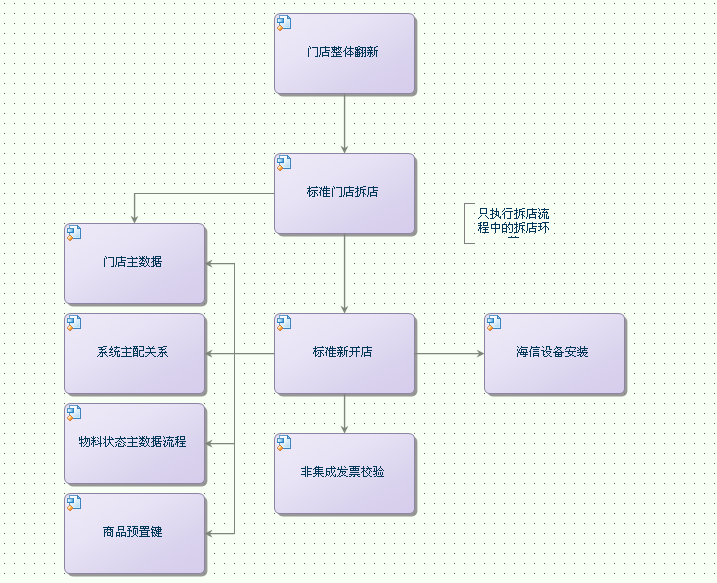 门店整体翻新
标准门店拆店
只执行拆店流
程中的拆店环
门店主数据
系统主配关系
标准新开店
海信设备安装
物料状态主数据流程
非集成发票校验
商品预置键